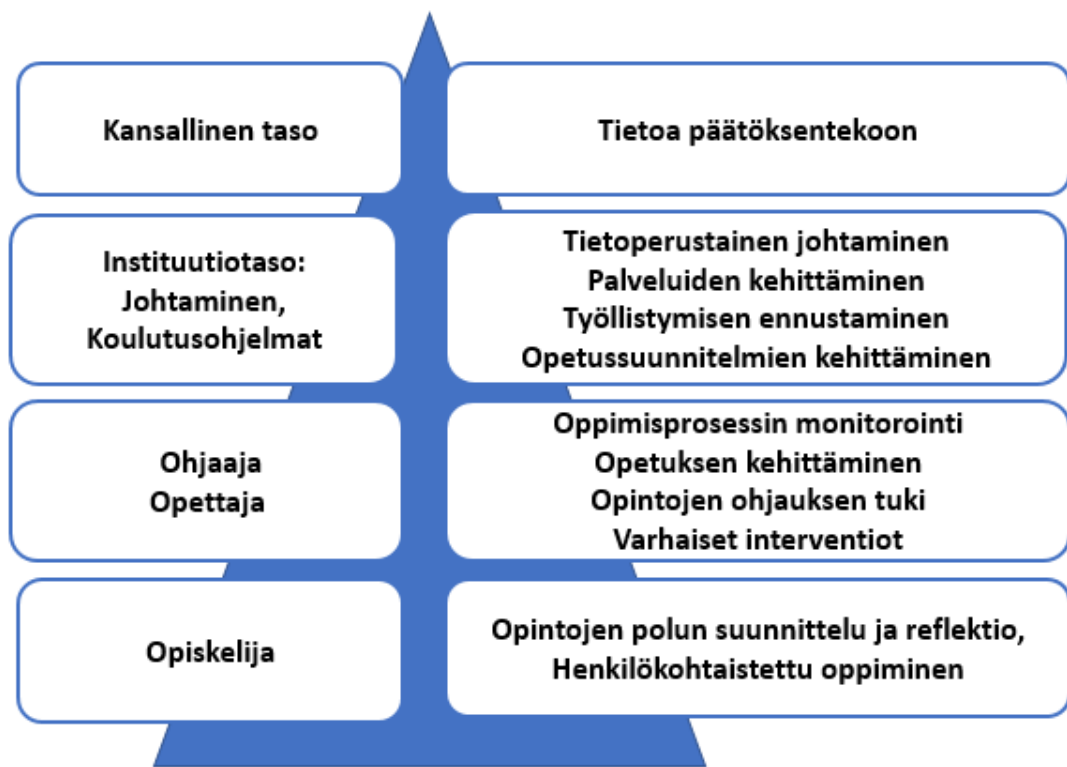 Kansallinen taso
Tietoa päätöksentekoon
Instituutiotaso:
Johtaminen,
Koulutusohjelmat
Tietoperustainen johtaminen
Palveluiden kehittäminen
Työllistymisen ennustaminen
Opetussuunnitelmien kehittäminen
Ohjaaja
Opettaja
Oppimisprosessin monitorointi
Opetuksen kehittäminen
Opintojen ohjauksen tuki
Varhaiset interventiot
Opiskelija
Opintojen polun suunnittelu ja reflektio,
Henkilökohtaistettu oppiminen